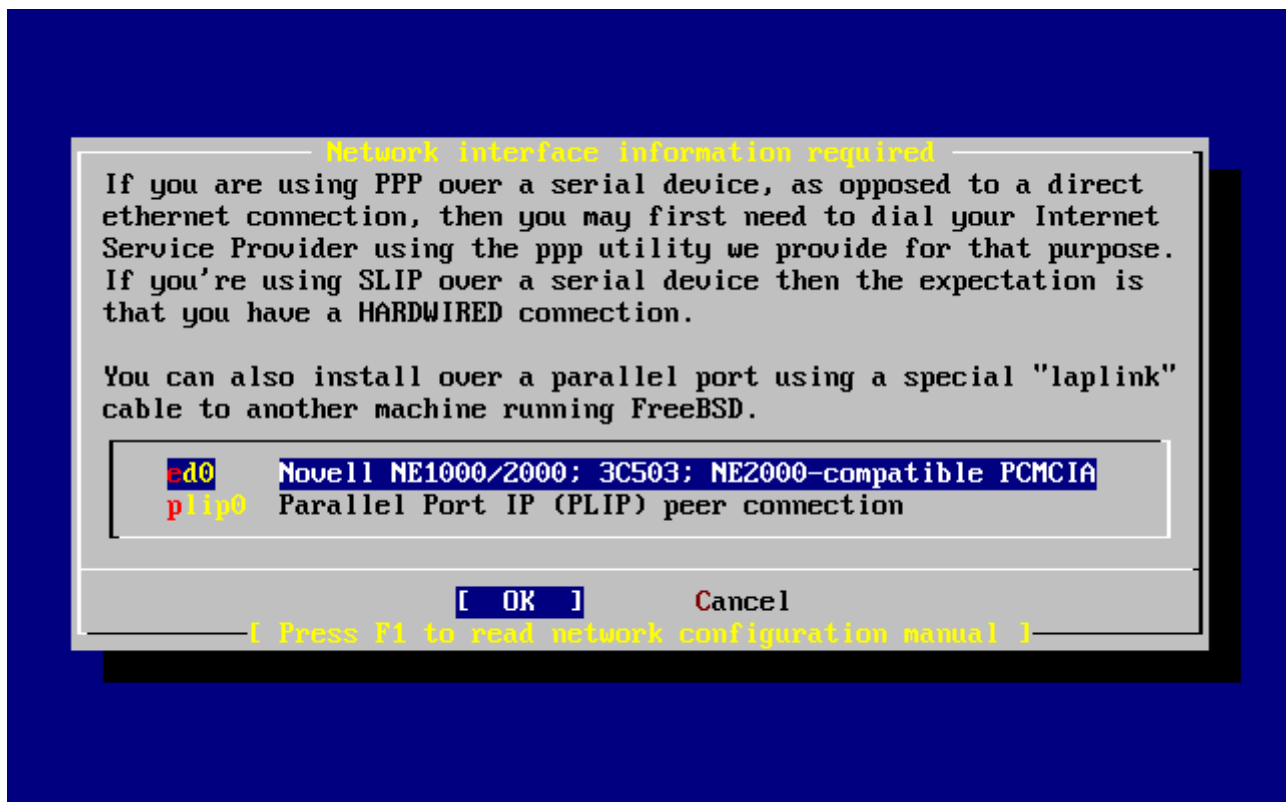 Network interface information required
If you are using PPP over a serial device, as opposed to a direct
ethernet connection, then you may first need to dial your Internet
Service Provider using the ppp utility we provide for that purpose.
If you're using SLIP over a serial device then the expectation is
that you have a HARDWIRED connection.
You can also install over a parallel port using a special "laplink"
cable to another machine running FreeBSD.
ed0 Novell NE1000/2000; 3C503; NE2000-compatible PCMCIA
plip0 Parallel Port IP (PLIP) peer connection
[ OK ] Cancel
[ Press F1 to read network configuration manual ]